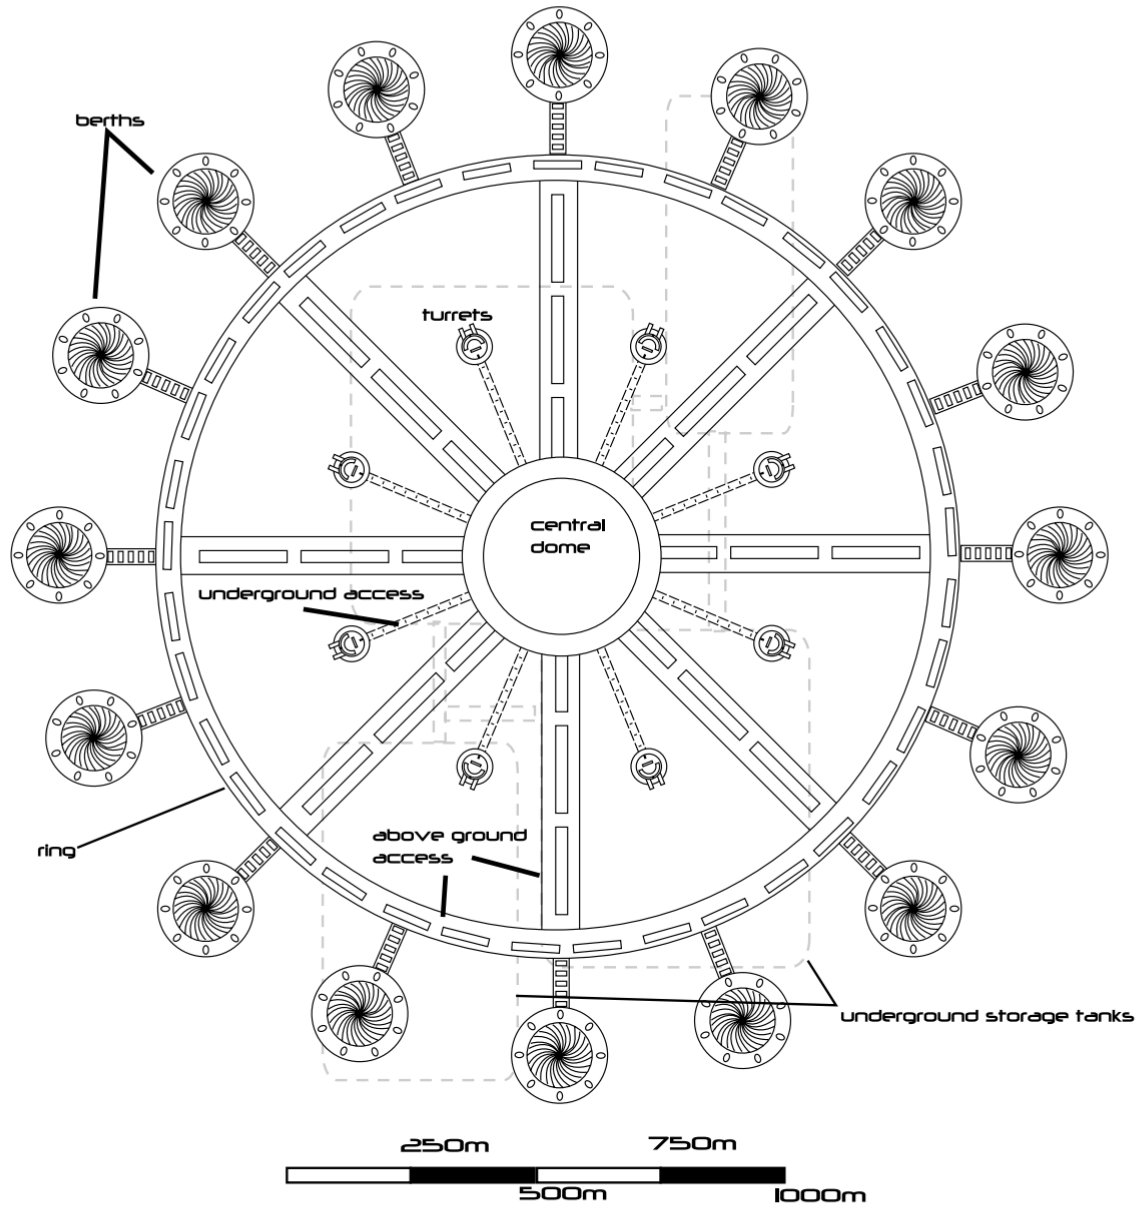 berths
turrets
central
dome
underground access
above ground
access
ring
underground storage tanks
250m
750m
500m
1000m